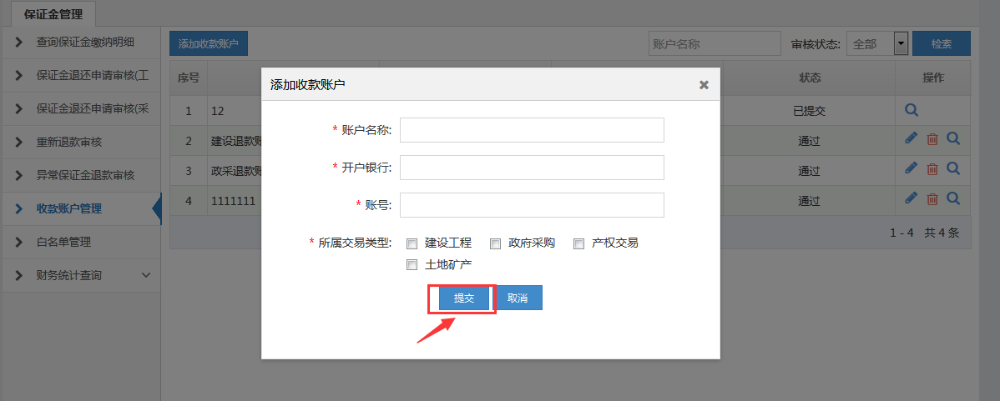 保证金管理
查询保证金缴纳明细
保证金退还申请审核(工
保证金退还申请审核(采
重新退款审核
异常保证金退款审核
收款账户管理
白名单管理
财务统计查询
添加收款账户
账户名称
审核状态:
全部
检索
序号
状态
操作
1
12
已提交
2
建设退款账
通过
3
政采退款账
通过
4
1111111
通过
1 - 4 共 4 条
添加收款账户
* 账户名称:
* 开户银行:
* 账号:
* 所属交易类型:
建设工程
政府采购
产权交易
土地矿产
提交
取消